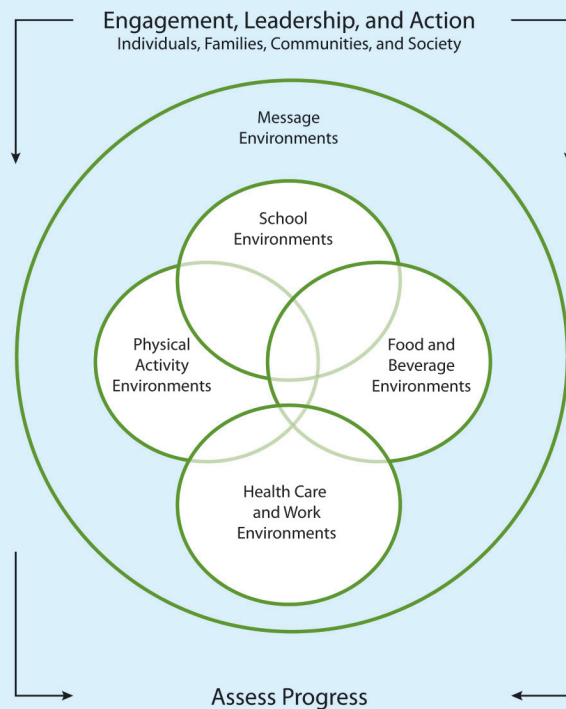 Engagement, Leadership, and Action
Individuals, Families, Communities, and Society
Message
Environments
School
Environments
Physical
Activity
Environments
Food and
Beverage
Environments
Health Care
and Work
Environments
Assess Progress